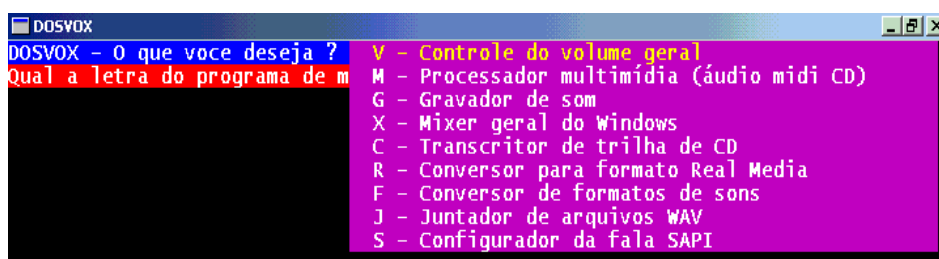 DOSVOX
DOSVOX - O que voce deseja ?
Qual a letra do programa de m
V - Controle do volume geral
M - Processador multimídia (áudio midi CD)
G - Gravador de som
X - Mixer geral do Windows
C - Transcritor de trilha de CD
R - Conversor para formato Real Media
F - Conversor de formatos de sons
J - Juntador de arquivos WAV
S - Configurador da fala SAPI